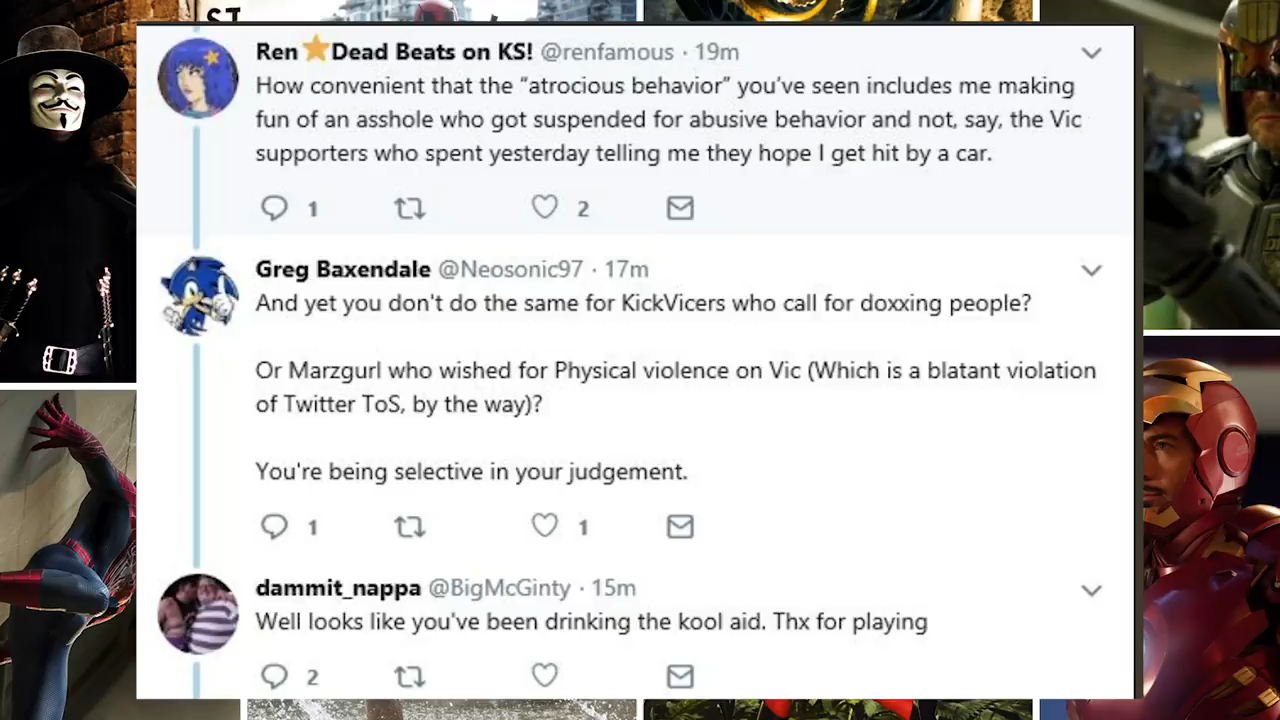 ST
Ren⭐Dead Beats on KS! @renfamous · 19m
How convenient that the “atrocious behavior” you’ve seen includes me making
fun of an asshole who got suspended for abusive behavior and not, say, the Vic
supporters who spent yesterday telling me they hope I get hit by a car.
1 2
Greg Baxendale @Neosonic97 · 17m
And yet you don't do the same for KickVicers who call for doxxing people?
Or Marzgurl who wished for Physical violence on Vic (Which is a blatant violation
of Twitter ToS, by the way)?
You're being selective in your judgement.
1 1
dammit_nappa @BigMcGinty · 15m
Well looks like you've been drinking the kool aid. Thx for playing
2